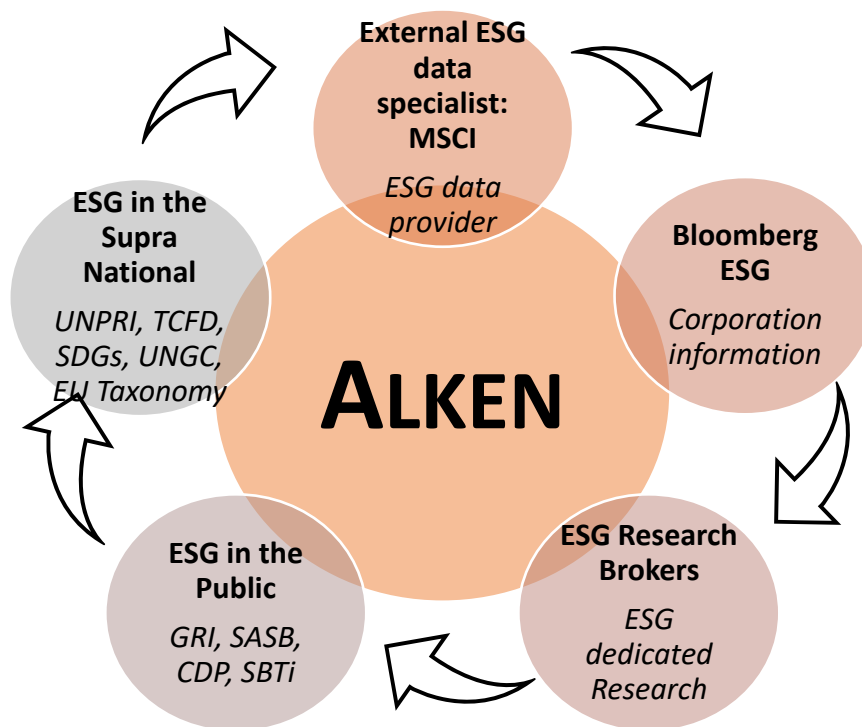 External ESG
data
specialist:
MSCI
ESG data
provider
Bloomberg
ESG
Corporation
information
ESG Research
Brokers
ESG
dedicated
Research
ESG in the
Public
GRI, SASB,
CDP, SBTi
ESG in the
Supra
National
UNPRI, TCFD,
SDGs, UNGC,
EU Taxonomy
ALKEN